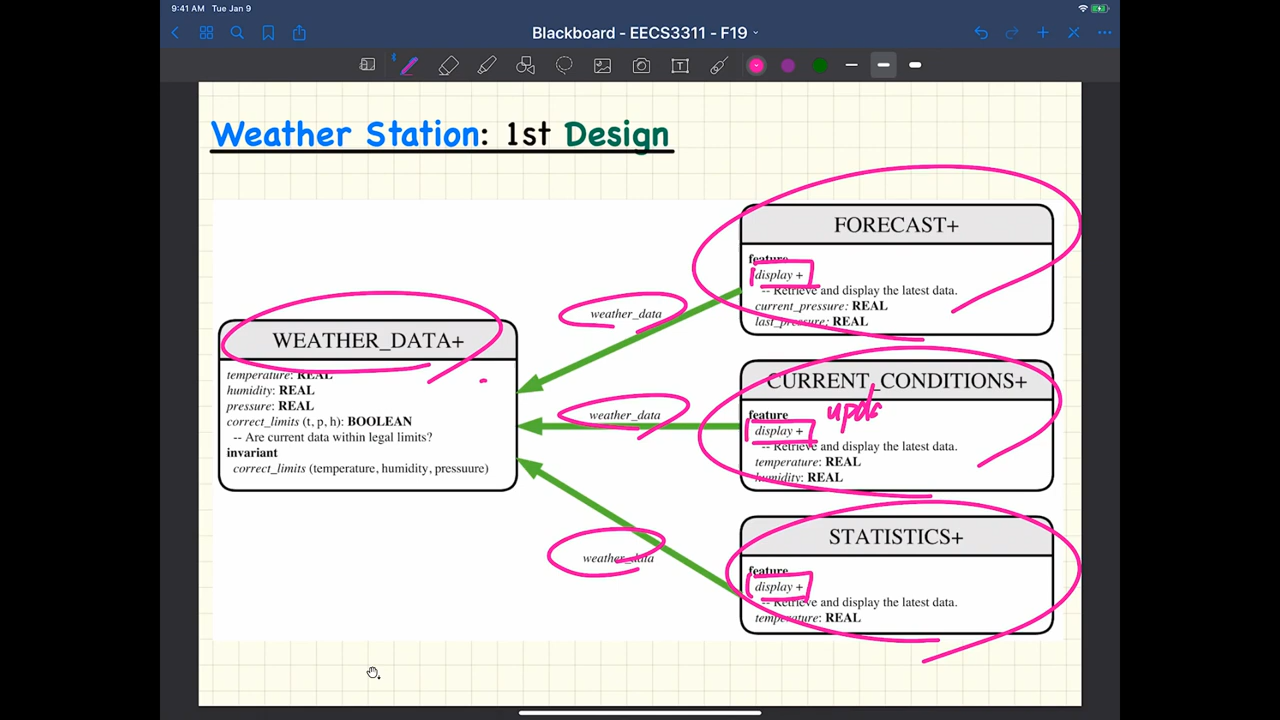 9:41 AM Tue Jan 9
Blackboard - EECS3311 - F19
Weather Station: 1st Design
FORECAST+
feature
display +
-- Retrieve and display the latest data.
current_pressure: REAL
last_pressure: REAL
weather_data
WEATHER_DATA+
temperature: REAL
humidity: REAL
pressure: REAL
correct_limits (t, p, h): BOOLEAN
-- Are current data within legal limits?
invariant
correct_limits (temperature, humidity, pressuure)
weather_data
CURRENT_CONDITIONS+
feature
upda
display +
-- Retrieve and display the latest data.
temperature: REAL
humidity: REAL
weather_data
STATISTICS+
feature
display +
-- Retrieve and display the latest data.
temperature: REAL